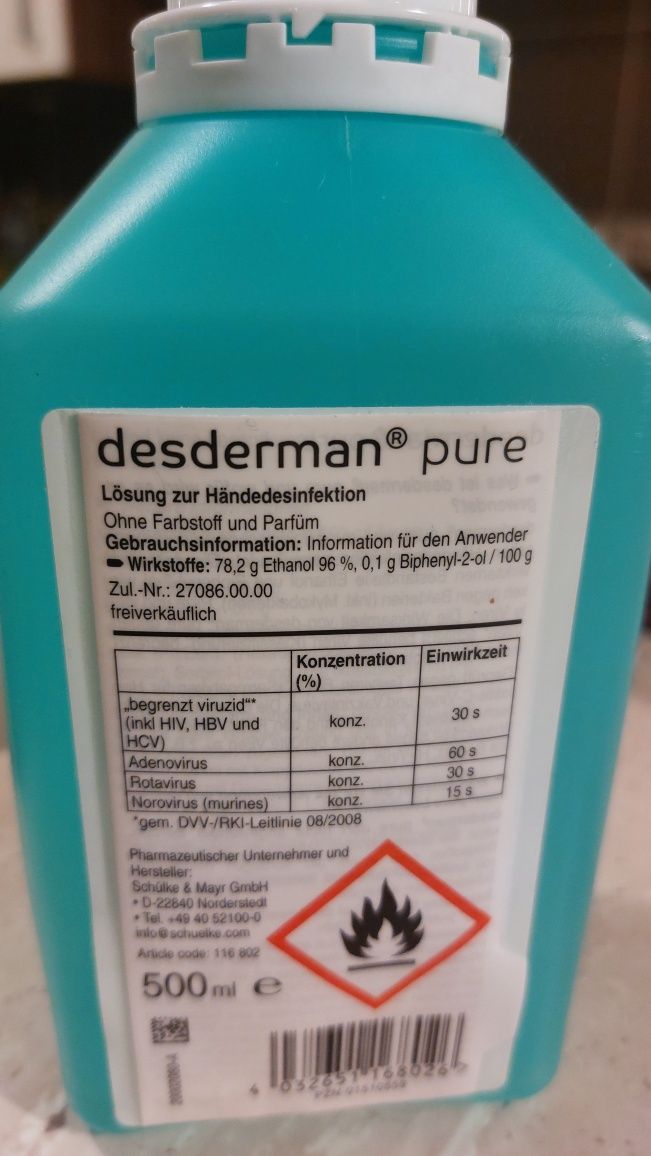 desderman® pure
Lösung zur Händedesinfektion
Ohne Farbstoff und Parfüm
Gebrauchsinformation: Information für den Anwender
Wirkstoffe: 78,2 g Ethanol 96 %, 0,1 g Biphenyl-2-ol / 100 g
Zul.-Nr.: 27086.00.00
freiverkäuflich
Konzentration (%) Einwirkzeit
„begrenzt viruzid“* (inkl HIV, HBV und HCV) konz. 30 s
Adenovirus konz. 60 s
Rotavirus konz. 30 s
Norovirus (murines) konz. 15 s
*gem. DVV-/RKI-Leitlinie 08/2008
Pharmazeutischer Unternehmer und
Hersteller:
Schülke & Mayr GmbH
• D-22840 Norderstedt
• Tel. +49 40 52100-0
info@schuelke.com
Article code: 116 802
500 ml ℮